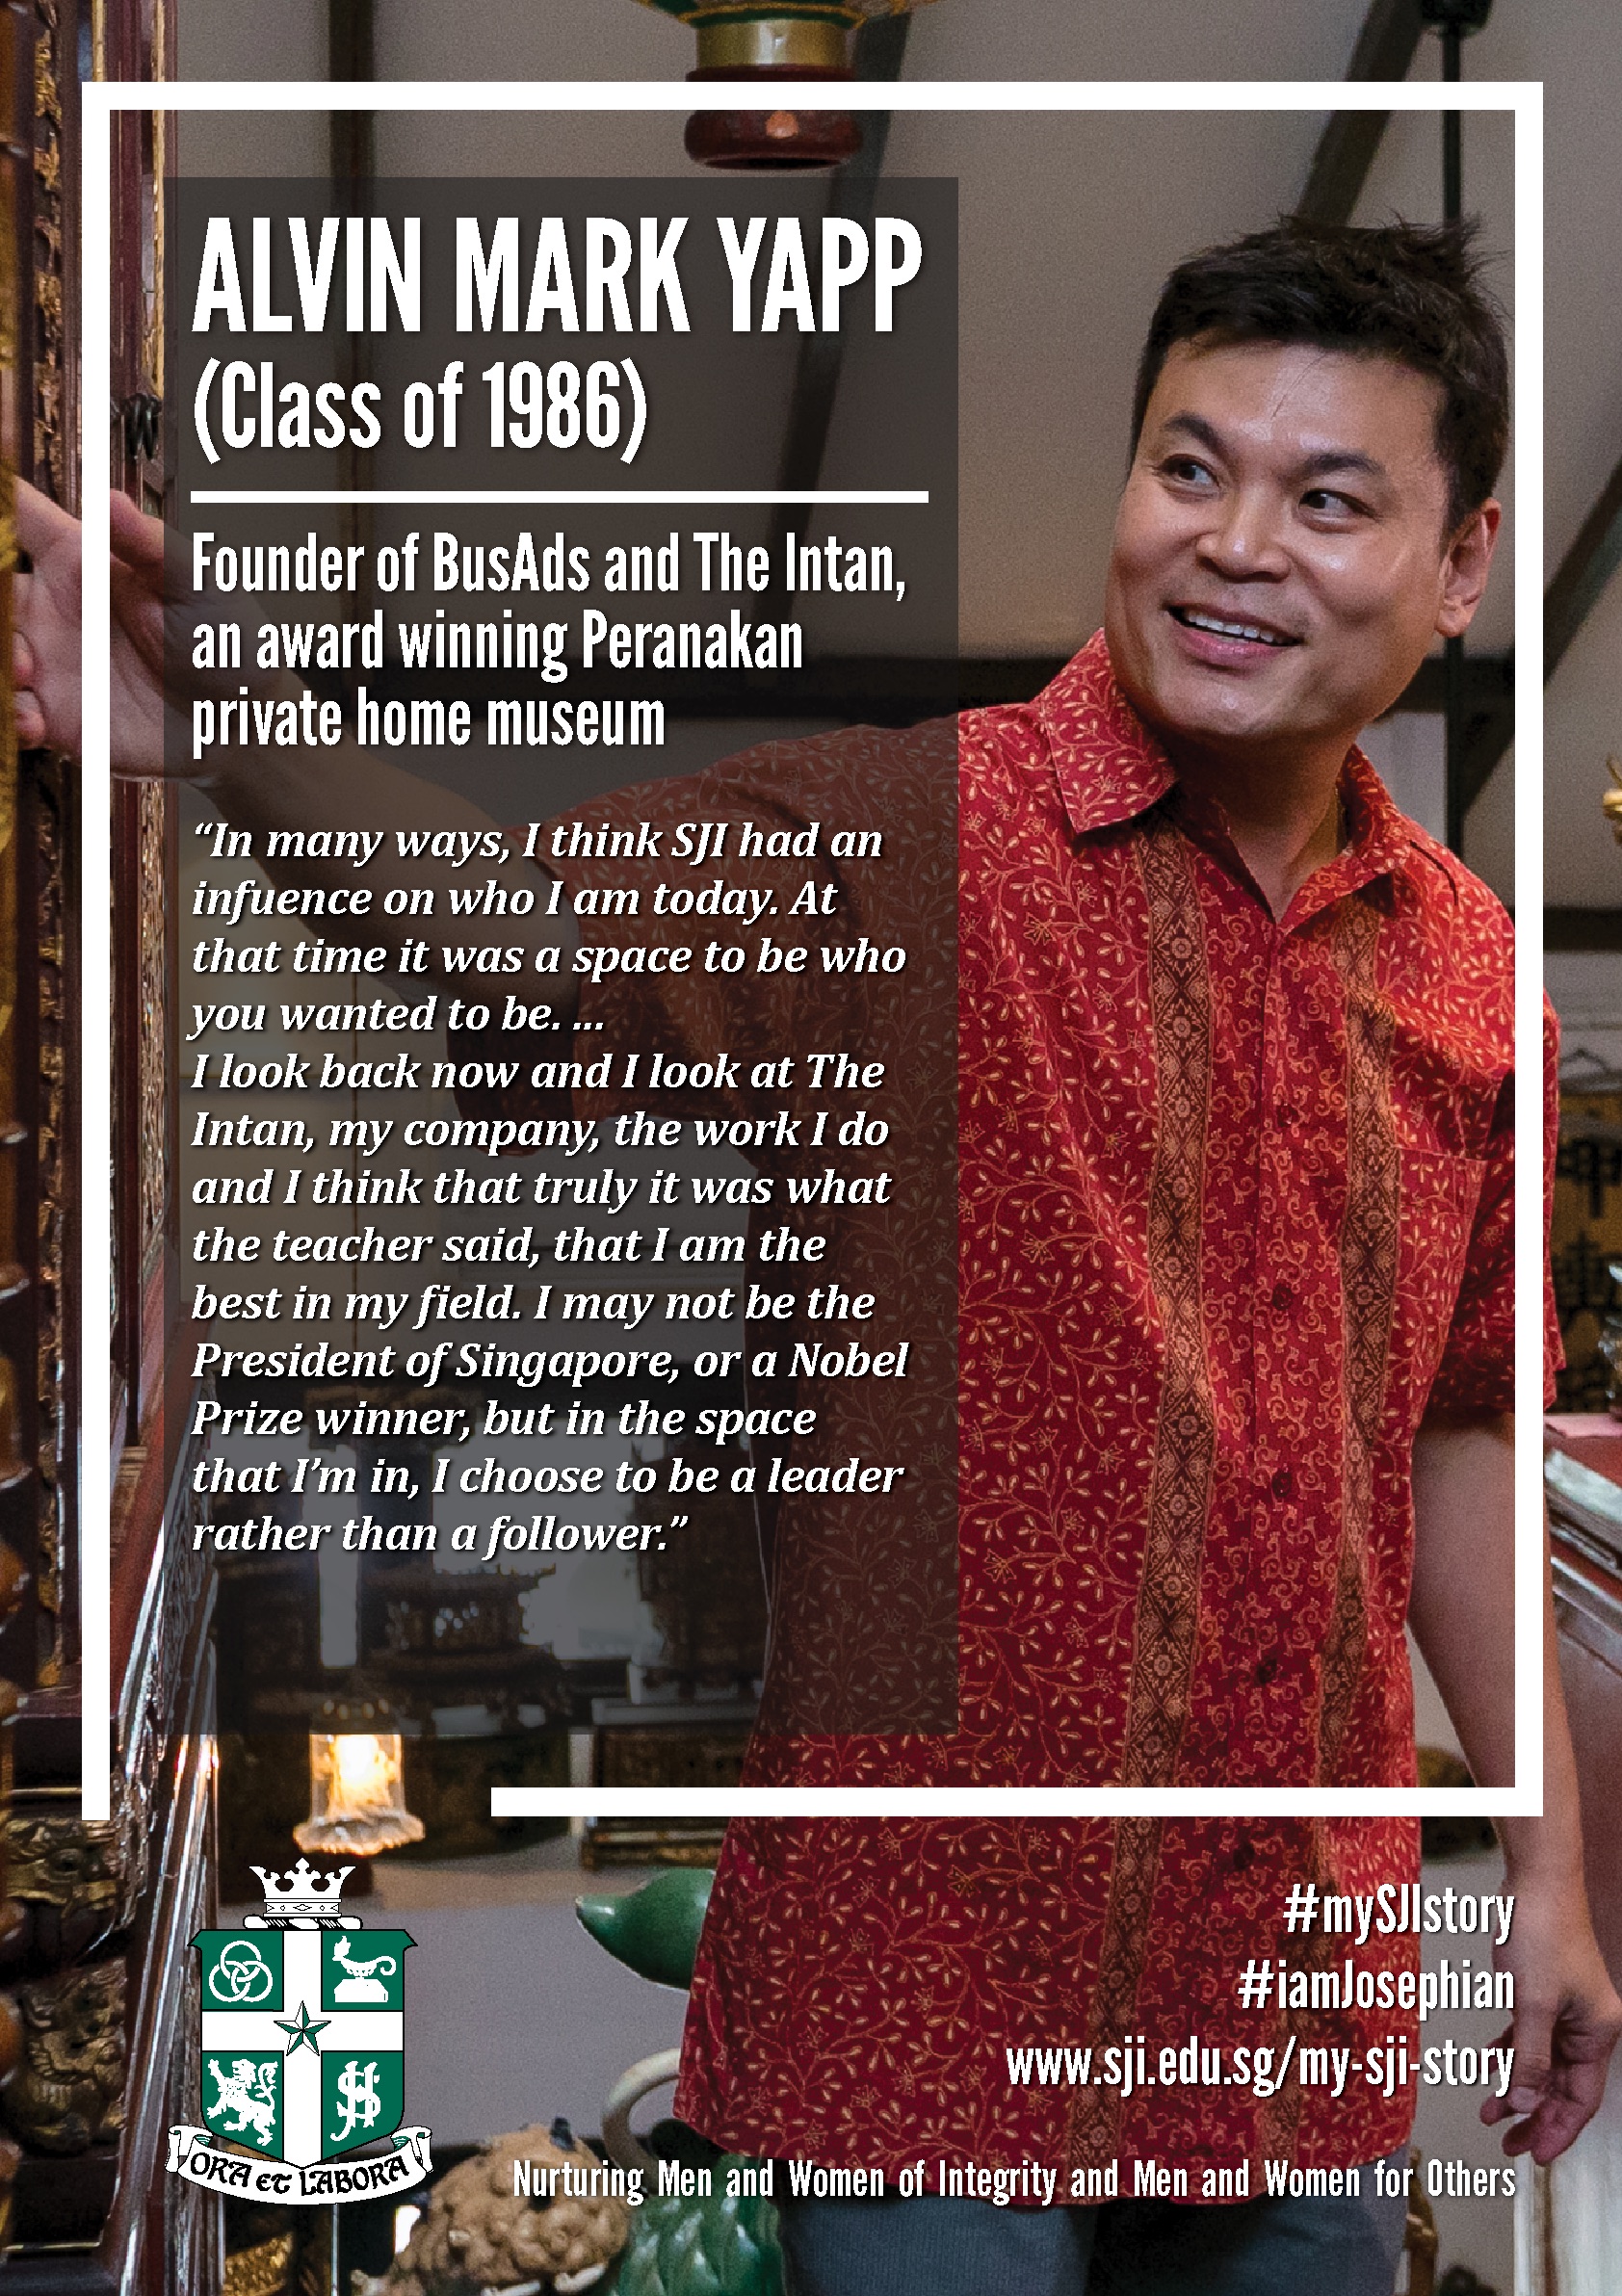 ALVIN MARK YAPP
(Class of 1986)
Founder of BusAds and The Intan,
an award winning Peranakan
private home museum
“In many ways, I think SJI had an
infuence on who I am today. At
that time it was a space to be who
you wanted to be. ...
I look back now and I look at The
Intan, my company, the work I do
and I think that truly it was what
the teacher said, that I am the
best in my field. I may not be the
President of Singapore, or a Nobel
Prize winner, but in the space
that I’m in, I choose to be a leader
rather than a follower.”
#mySJIstory
#iamJosephian
www.sji.edu.sg/my-sji-story
SJI
ORA ET LABORA
Nurturing Men and Women of Integrity and Men and Women for Others